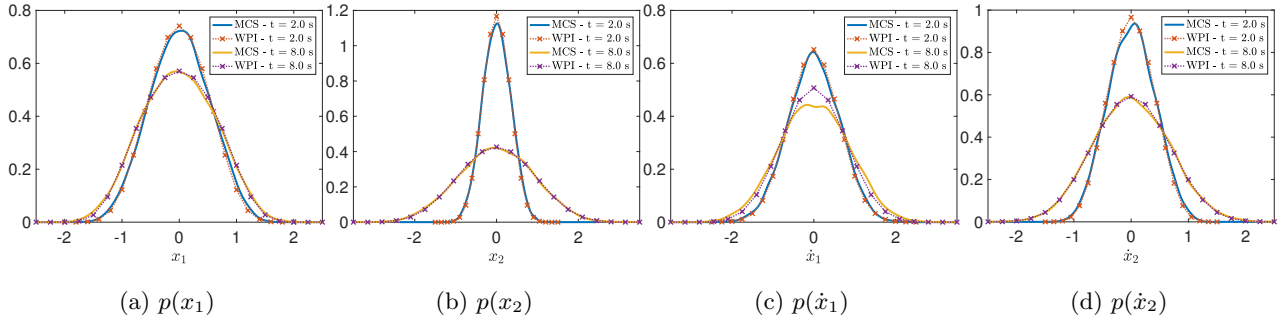 0.8
0.6
0.4
0.2
0
-2 -1 0 1 2
x₁
MCS - t = 2.0 s
WPI - t = 2.0 s
MCS - t = 8.0 s
WPI - t = 8.0 s
(a) p(x₁)
1.2
1
0.8
0.6
0.4
0.2
0
-2 0 2
x₂
MCS - t = 2.0 s
WPI - t = 2.0 s
MCS - t = 8.0 s
WPI - t = 8.0 s
(b) p(x₂)
0.8
0.6
0.4
0.2
0
-2 0 2
ẋ₁
MCS - t = 2.0 s
WPI - t = 2.0 s
MCS - t = 8.0 s
WPI - t = 8.0 s
(c) p(ẋ₁)
1
0.8
0.6
0.4
0.2
0
-2 -1 0 1 2
ẋ₂
MCS - t = 2.0 s
WPI - t = 2.0 s
MCS - t = 8.0 s
WPI - t = 8.0 s
(d) p(ẋ₂)